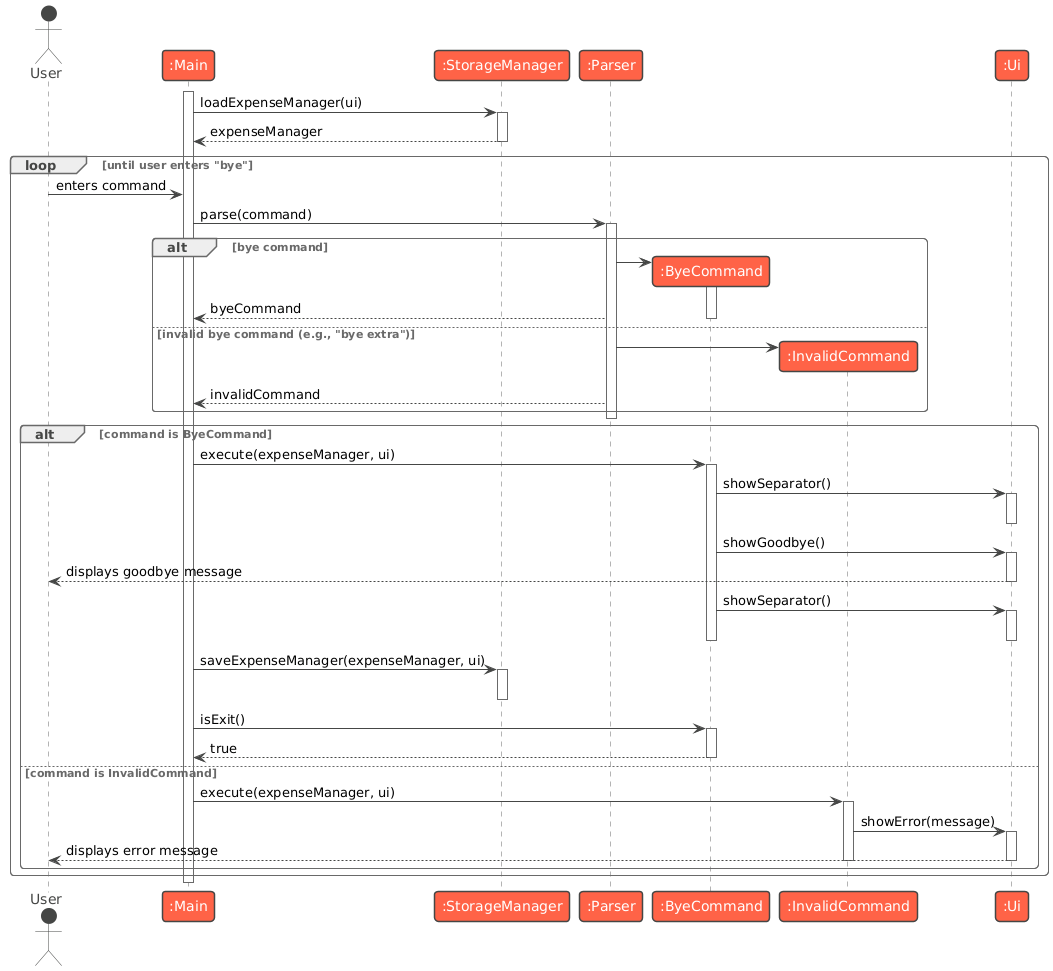 User
:Main
:StorageManager
:Parser
:Ui
loadExpenseManager(ui)
expenseManager
loop
[until user enters "bye"]
enters command
parse(command)
alt
[bye command]
:ByeCommand
byeCommand
[invalid bye command (e.g., "bye extra")]
:InvalidCommand
invalidCommand
alt
[command is ByeCommand]
execute(expenseManager, ui)
showSeparator()
showGoodbye()
displays goodbye message
showSeparator()
saveExpenseManager(expenseManager, ui)
isExit()
true
[command is InvalidCommand]
execute(expenseManager, ui)
showError(message)
displays error message
User
:Main
:StorageManager
:Parser
:ByeCommand
:InvalidCommand
:Ui